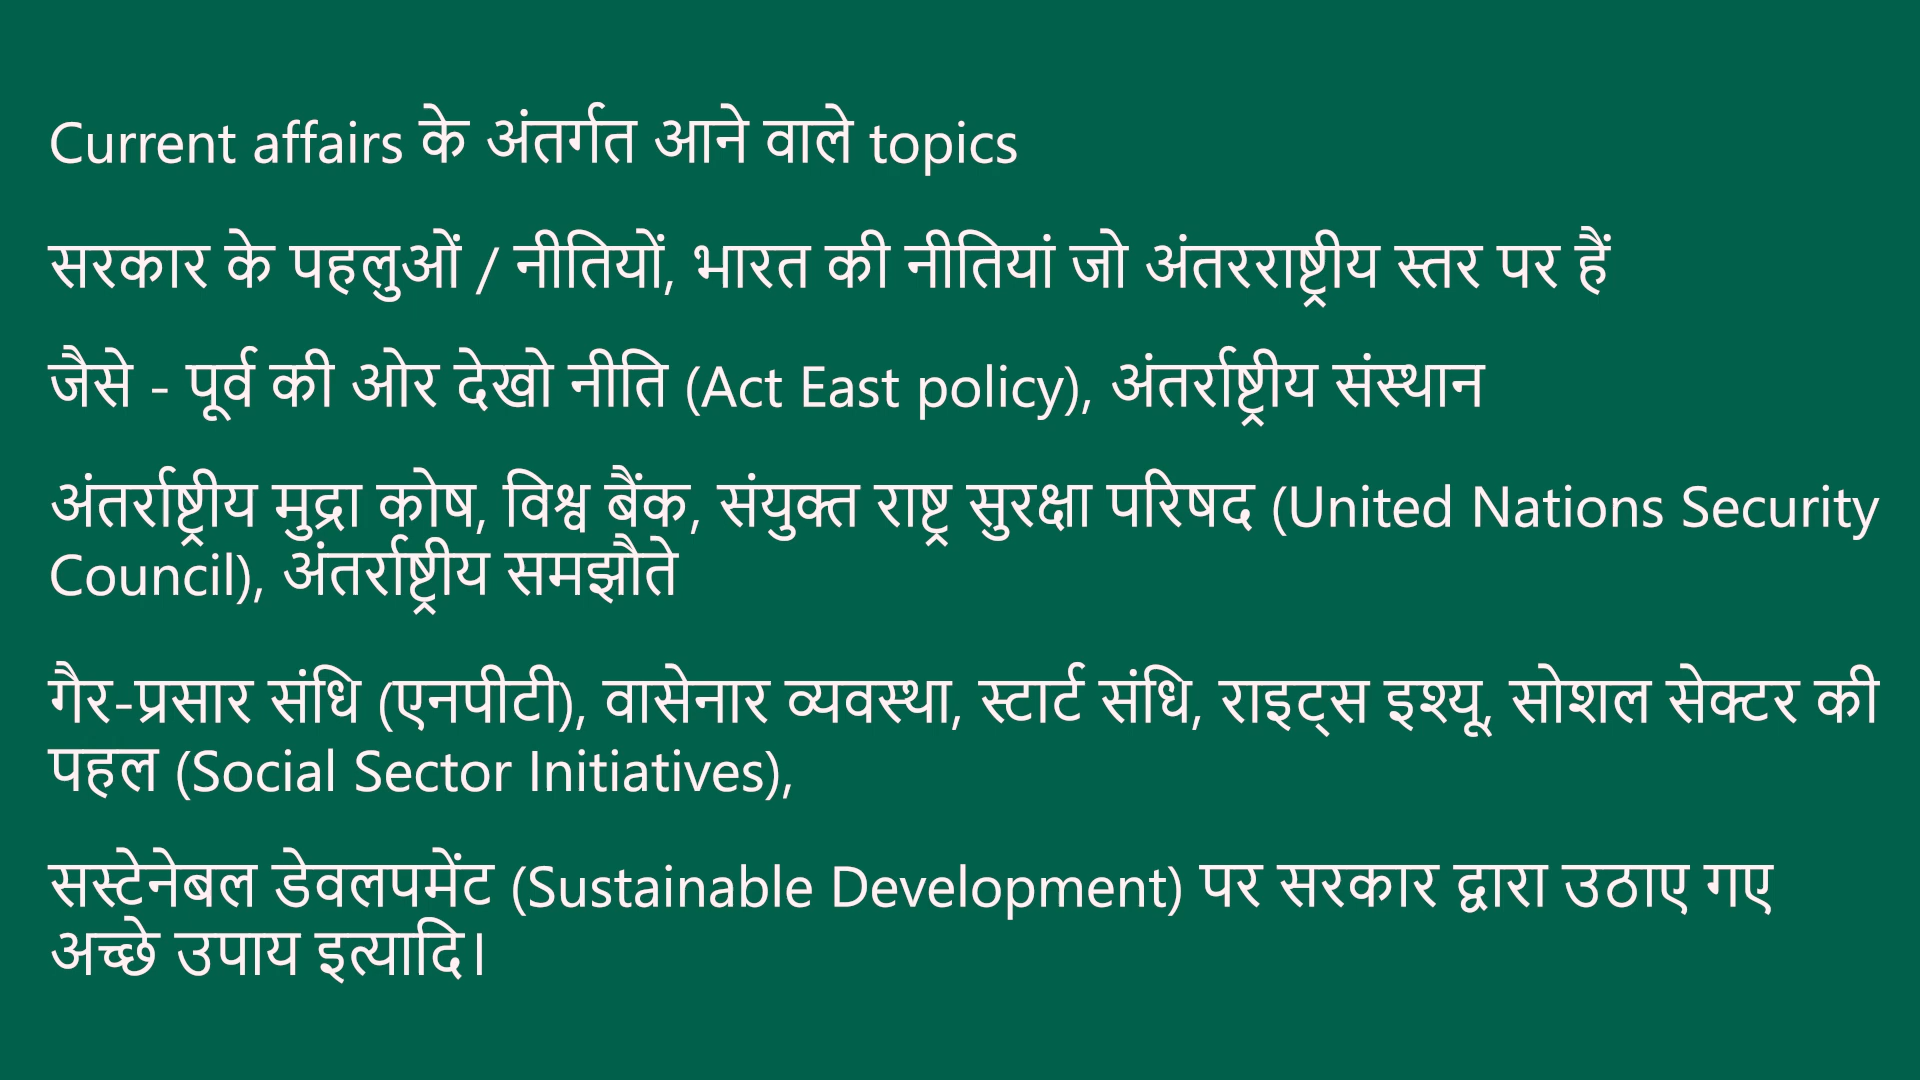 Current affairs के अंतर्गत आने वाले topics
सरकार के पहलुओं / नीतियों, भारत की नीतियां जो अंतरराष्ट्रीय स्तर पर हैं
जैसे - पूर्व की ओर देखो नीति (Act East policy), अंतर्राष्ट्रीय संस्थान
अंतर्राष्ट्रीय मुद्रा कोष, विश्व बैंक, संयुक्त राष्ट्र सुरक्षा परिषद (United Nations Security
Council), अंतर्राष्ट्रीय समझौते
गैर-प्रसार संधि (एनपीटी), वासेनार व्यवस्था, स्टार्ट संधि, राइट्स इश्यू, सोशल सेक्टर की
पहल (Social Sector Initiatives),
सस्टेनेबल डेवलपमेंट (Sustainable Development) पर सरकार द्वारा उठाए गए
अच्छे उपाय इत्यादि।